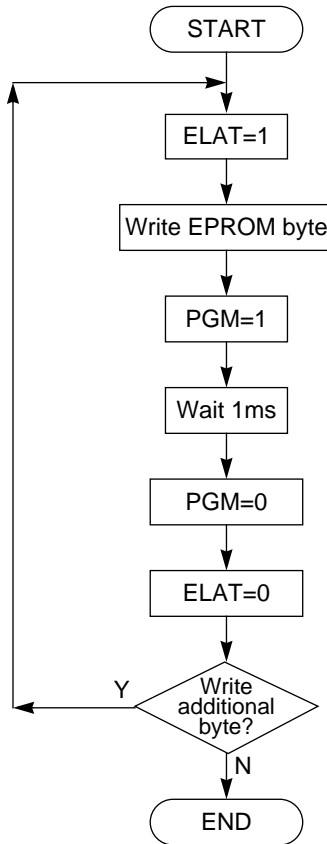 START
ELAT=1
Write EPROM byte
PGM=1
Wait 1ms
PGM=0
ELAT=0
Y
Write
additional
byte?
N
END